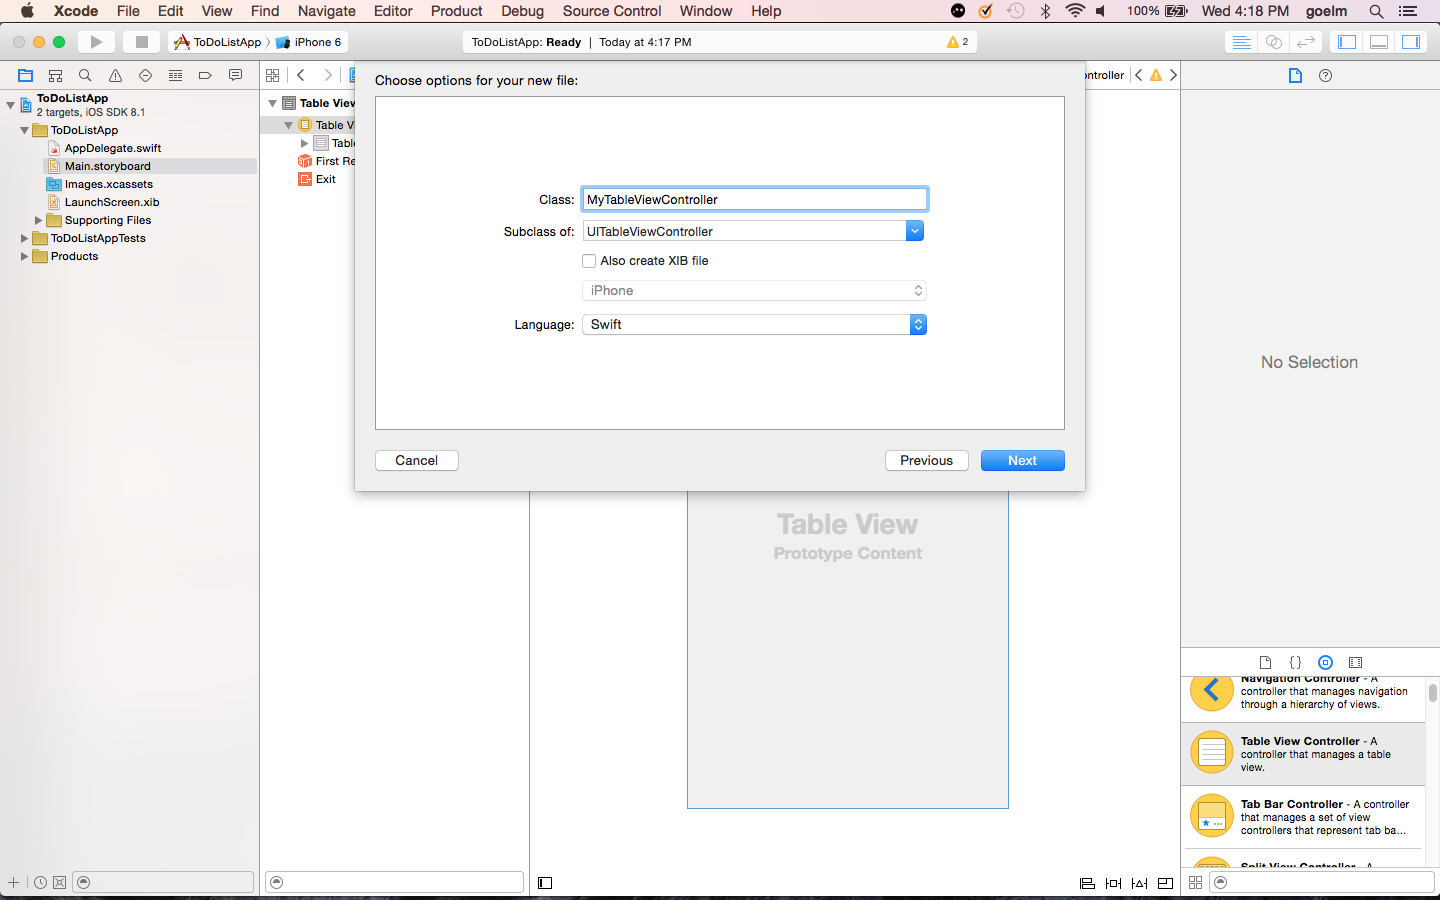 Xcode File Edit View Find Navigate Editor Product Debug Source Control Window Help 100% Wed 4:18 PM goelm
ToDoListApp iPhone 6
ToDoListApp: Ready | Today at 4:17 PM
2
ToDoListApp
2 targets, iOS SDK 8.1
ToDoListApp
AppDelegate.swift
Main.storyboard
Images.xcassets
LaunchScreen.xib
Supporting Files
ToDoListAppTests
Products
Table View
Table V
Table
First Re
Exit
ontroller
Choose options for your new file:
Class: MyTableViewController
Subclass of: UITableViewController
Also create XIB file
iPhone
Language: Swift
Cancel
Previous
Next
Table View
Prototype Content
No Selection
Navigation Controller - A
controller that manages navigation
through a hierarchy of views.
Table View Controller - A
controller that manages a table
view.
Tab Bar Controller - A controller
that manages a set of view
controllers that represent tab ba...
Split View Controller - A